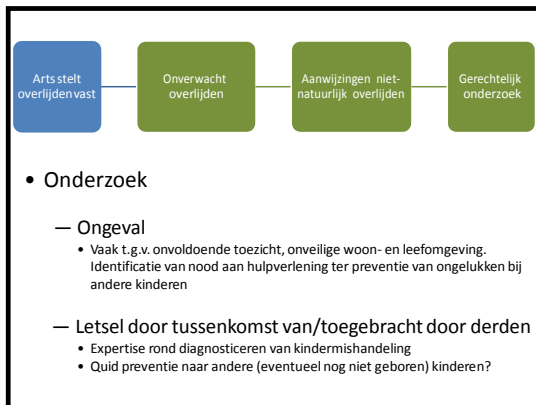 Arts stelt
overlijden vast
Onverwacht
overlijden
Aanwijzingen niet-
natuurlijk overlijden
Gerechtelijk
onderzoek
• Onderzoek
— Ongeval
• Vaak t.g.v. onvoldoende toezicht, onveilige woon- en leefomgeving.
Identificatie van nood aan hulpverlening ter preventie van ongelukken bij
andere kinderen
— Letsel door tussenkomst van/toegebracht door derden
• Expertise rond diagnosticeren van kindermishandeling
• Quid preventie naar andere (eventueel nog niet geboren) kinderen?